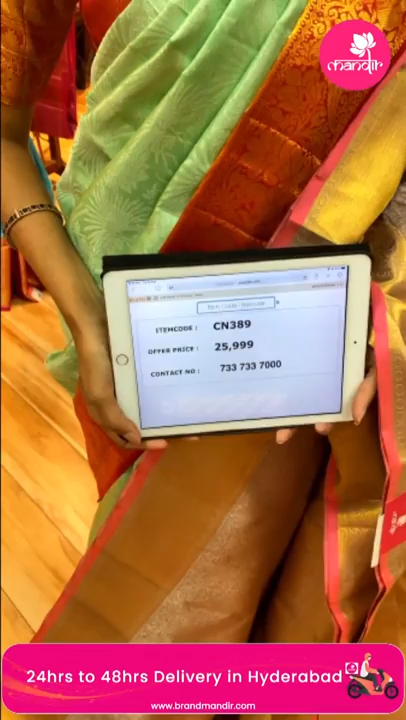 mandir
ITEMCODE : CN389
OFFER PRICE : 25,999
CONTACT NO : 733 733 7000
24hrs to 48hrs Delivery in Hyderabad
www.brandmandir.com